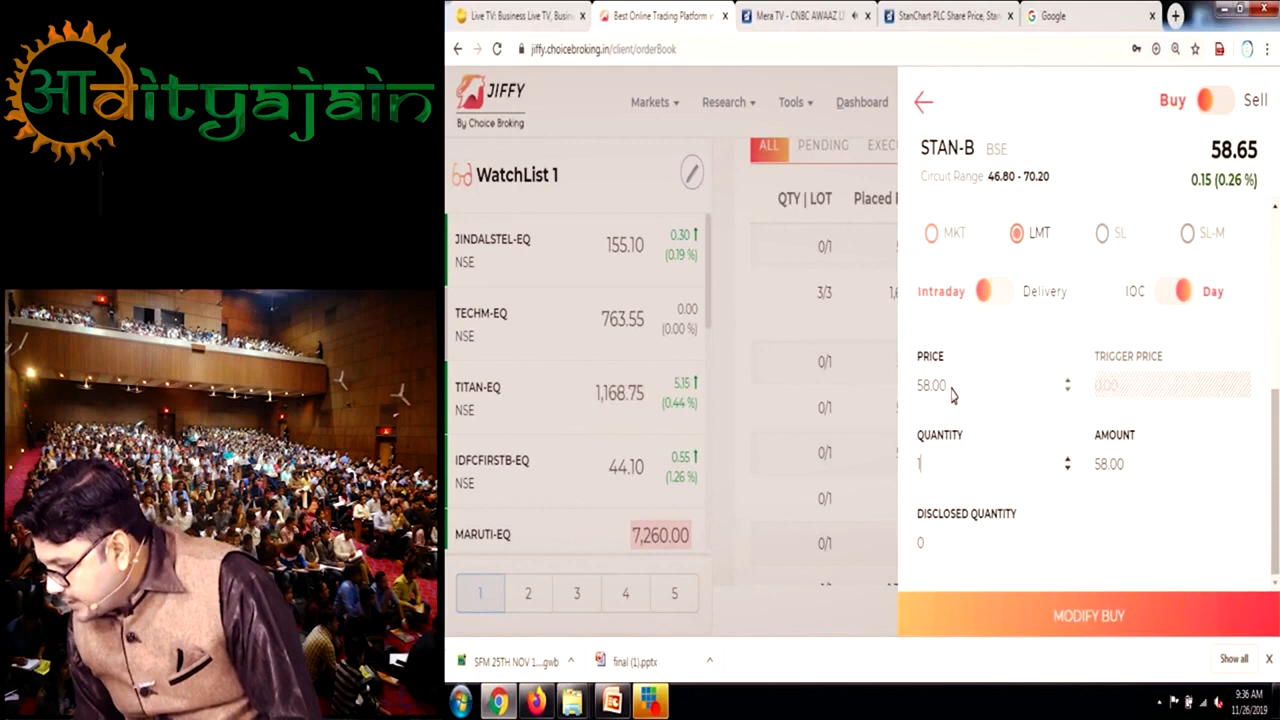 आdityajain
Live TV: Business Live TV, Busin
Best Online Trading Platform in
Mera TV - CNBC AWAAZ LI
StanChart PLC Share Price, Stan
Google
jiffy.choicebroking.in/client/orderBook
JIFFY
By Choice Broking
Markets
Research
Tools
Dashboard
WatchList 1
JINDALSTEL-EQ 155.10 0.30
NSE (0.19 %)
TECHM-EQ 763.55 0.00
NSE (0.00 %)
TITAN-EQ 1,168.75 5.15
NSE (0.44 %)
IDFCFIRSTB-EQ 44.10 0.55
NSE (1.26 %)
MARUTI-EQ 7,260.00
1 2 3 4 5
ALL PENDING EXEC
QTY | LOT Placed
0/1
3/3 1,6
0/1
0/1
0/1
0/1
0/1
Buy Sell
STAN-B BSE 58.65
Circuit Range 46.80 - 70.20 0.15 (0.26 %)
MKT LMT SL SL-M
Intraday Delivery IOC Day
PRICE TRIGGER PRICE
58.00 0.00
QUANTITY AMOUNT
1 58.00
DISCLOSED QUANTITY
0
MODIFY BUY
SFM 25TH NOV 1....gwb
final (1).pptx
Show all
9:36 AM
11/26/2019